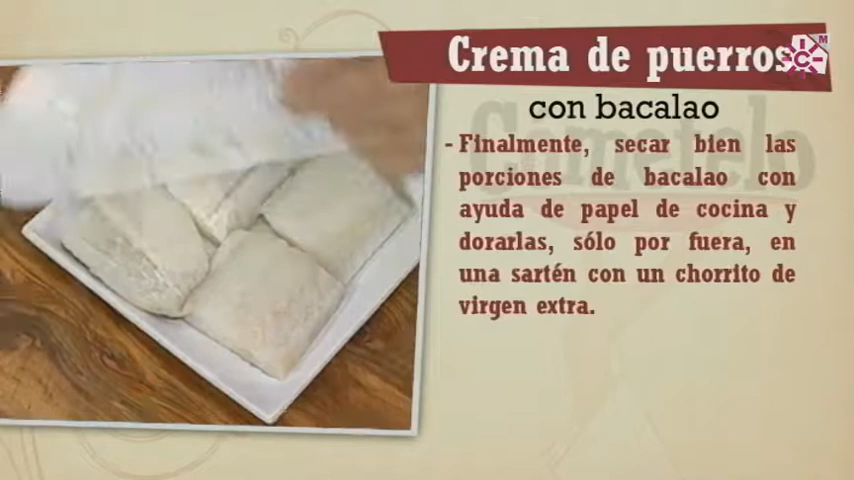 Crema de puerros
con bacalao
Cómetelo
- Finalmente, secar bien las
porciones de bacalao con
ayuda de papel de cocina y
dorarlas, sólo por fuera, en
una sartén con un chorrito de
virgen extra.